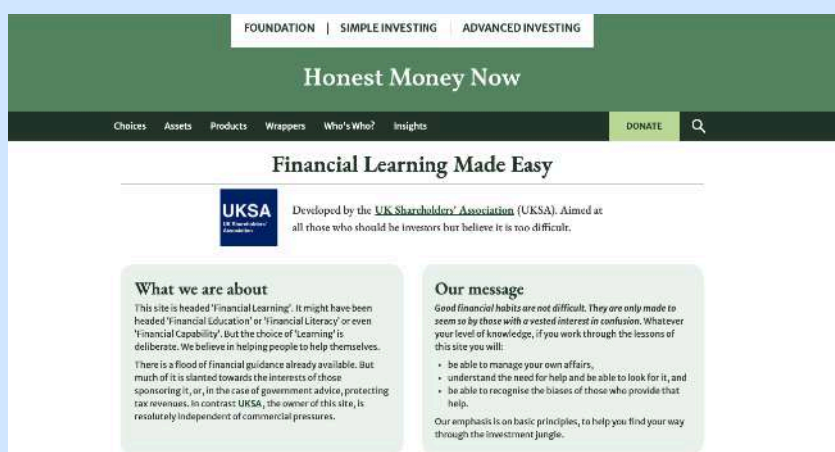 FOUNDATION | SIMPLE INVESTING | ADVANCED INVESTING
Honest Money Now
Choices Assets Products Wrappers Who's Who? Insights DONATE
Financial Learning Made Easy
UKSA
UK Shareholders'
Association
Developed by the UK Shareholders' Association (UKSA). Aimed at
all those who should be investors but believe it is too difficult.
What we are about
This site is headed 'Financial Learning'. It might have been
headed 'Financial Education' or 'Financial Literacy' or even
'Financial Capability'. But the choice of 'Learning' is
deliberate. We believe in helping people to help themselves.
There is a flood of financial guidance already available. But
much of it is slanted towards the interests of those
sponsoring it, or, in the case of government advice, protecting
tax revenues. In contrast UKSA, the owner of this site, is
resolutely independent of commercial pressures.
Our message
Good financial habits are not difficult. They are only made to
seem so by those with a vested interest in confusion. Whatever
your level of knowledge, if you work through the lessons of
this site you will:
• be able to manage your own affairs,
• understand the need for help and be able to look for it, and
• be able to recognise the biases of those who provide that
help.
Our emphasis is on basic principles, to help you find your way
through the investment jungle.